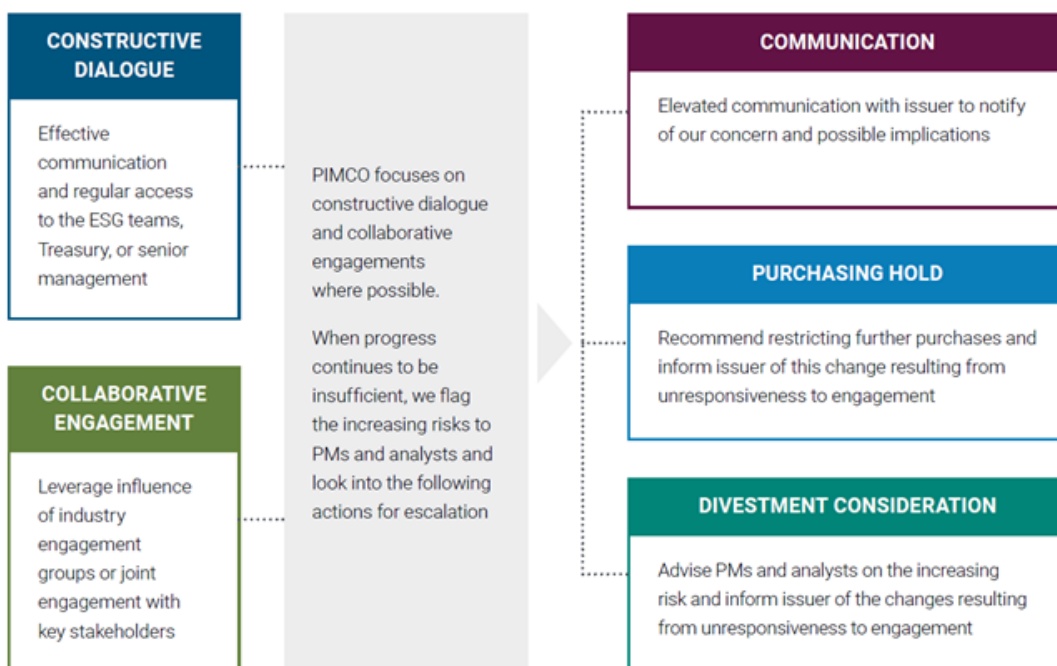 CONSTRUCTIVE
DIALOGUE
Effective
communication
and regular access
to the ESG teams,
Treasury, or senior
management
COLLABORATIVE
ENGAGEMENT
Leverage influence
of industry
engagement
groups or joint
engagement with
key stakeholders
PIMCO focuses on
constructive dialogue
and collaborative
engagements
where possible.
When progress
continues to be
insufficient, we flag
the increasing risks to
PMs and analysts and
look into the following
actions for escalation
COMMUNICATION
Elevated communication with issuer to notify
of our concern and possible implications
PURCHASING HOLD
Recommend restricting further purchases and
inform issuer of this change resulting from
unresponsiveness to engagement
DIVESTMENT CONSIDERATION
Advise PMs and analysts on the increasing
risk and inform issuer of the changes resulting
from unresponsiveness to engagement